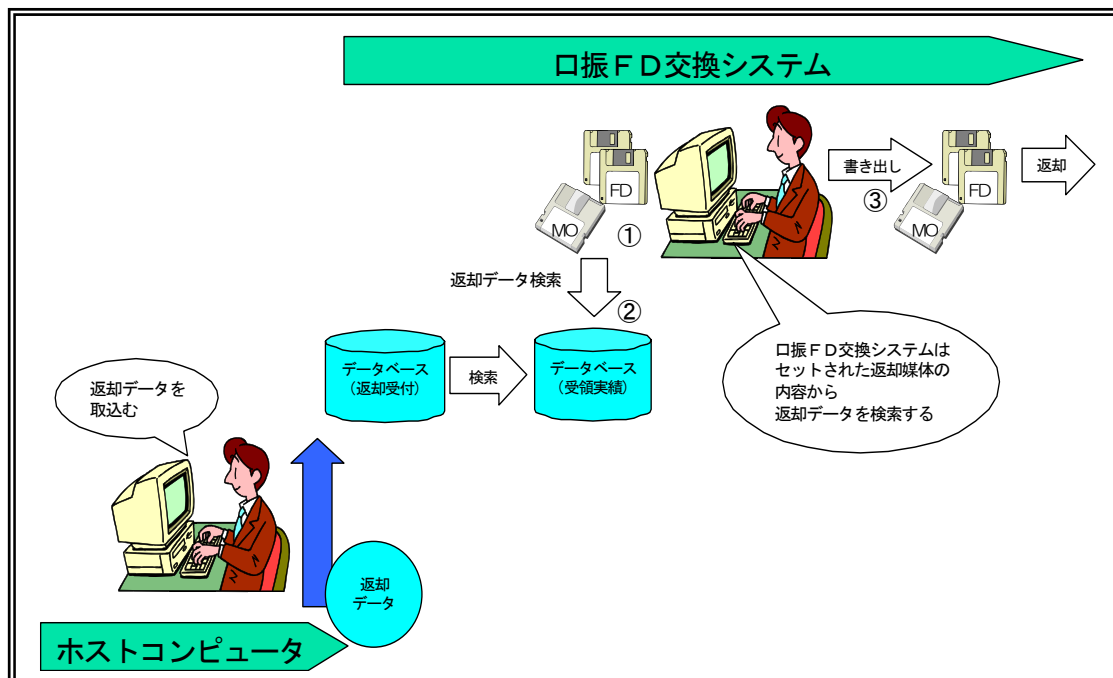 口振ＦＤ交換システム
FD
MO
①
書き出し
③
FD
MO
返却
返却データ検索
②
データベース
（返却受付）
検索
データベース
（受領実績）
口振ＦＤ交換システムは
セットされた返却媒体の
内容から
返却データを検索する
返却データを
取込む
返却
データ
ホストコンピュータ